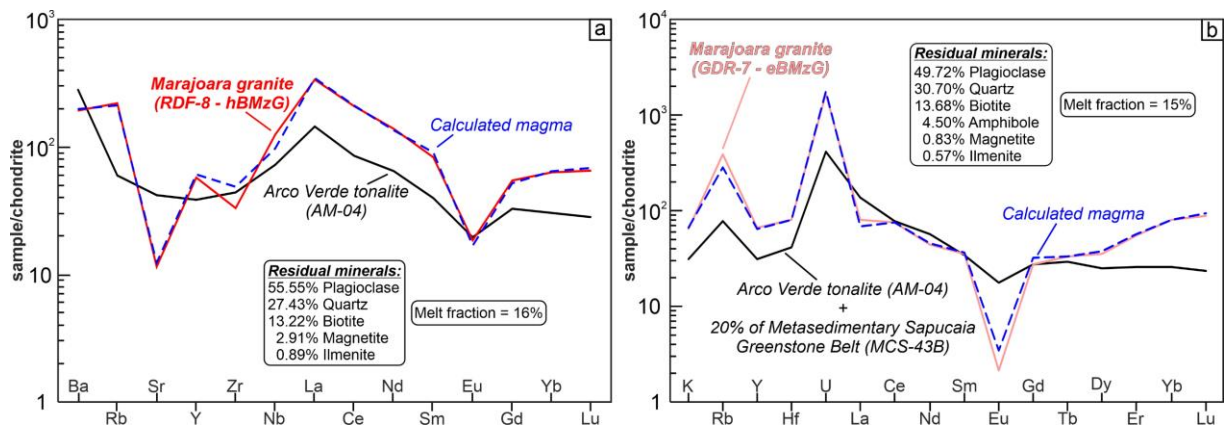 a
10³
10²
10
1
sample/chondrite
Marajoara granite
(RDF-8 - hBMzG)
Calculated magma
Arco Verde tonalite
(AM-04)
Residual minerals:
55.55% Plagioclase
27.43% Quartz
13.22% Biotite
2.91% Magnetite
0.89% Ilmenite
Melt fraction = 16%
Ba Sr Zr La Nd Eu Yb
Rb Y Nb Ce Sm Gd Lu
b
10⁴
10³
10²
10
1
sample/chondrite
Marajoara granite
(GDR-7 - eBMzG)
Residual minerals:
49.72% Plagioclase
30.70% Quartz
13.68% Biotite
4.50% Amphibole
0.83% Magnetite
0.57% Ilmenite
Melt fraction = 15%
Calculated magma
Arco Verde tonalite (AM-04)
+
20% of Metasedimentary Sapucaia
Greenstone Belt (MCS-43B)
K Y U Ce Sm Gd Dy Yb
Rb Hf La Nd Eu Tb Er Lu